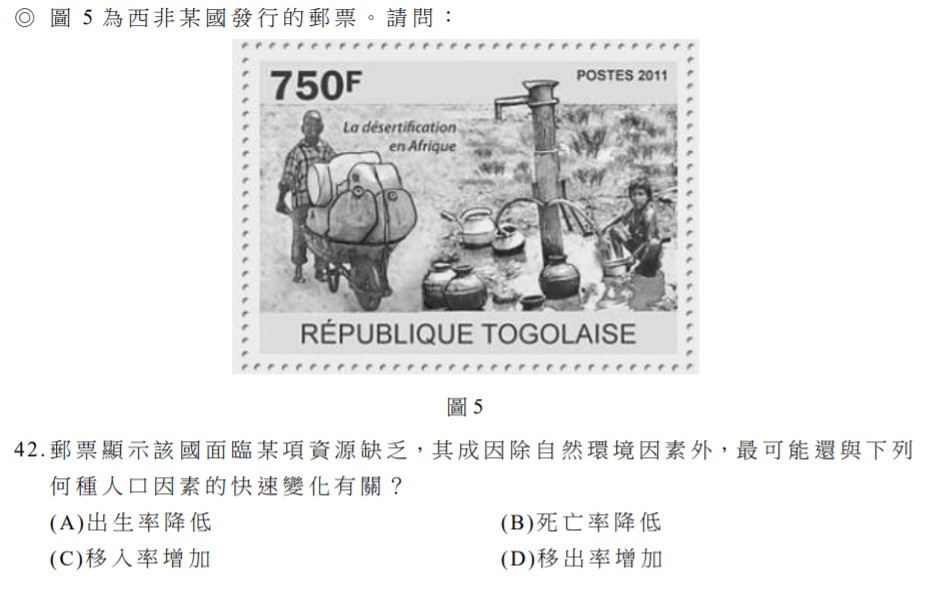 ◎ 圖 5 為西非某國發行的郵票。請問：
750F
POSTES 2011
La désertification
en Afrique
RÉPUBLIQUE TOGOLAISE
圖 5
42.郵票顯示該國面臨某項資源缺乏，其成因除自然環境因素外，最可能還與下列
何種人口因素的快速變化有關？
(A)出生率降低 (B)死亡率降低
(C)移入率增加 (D)移出率增加